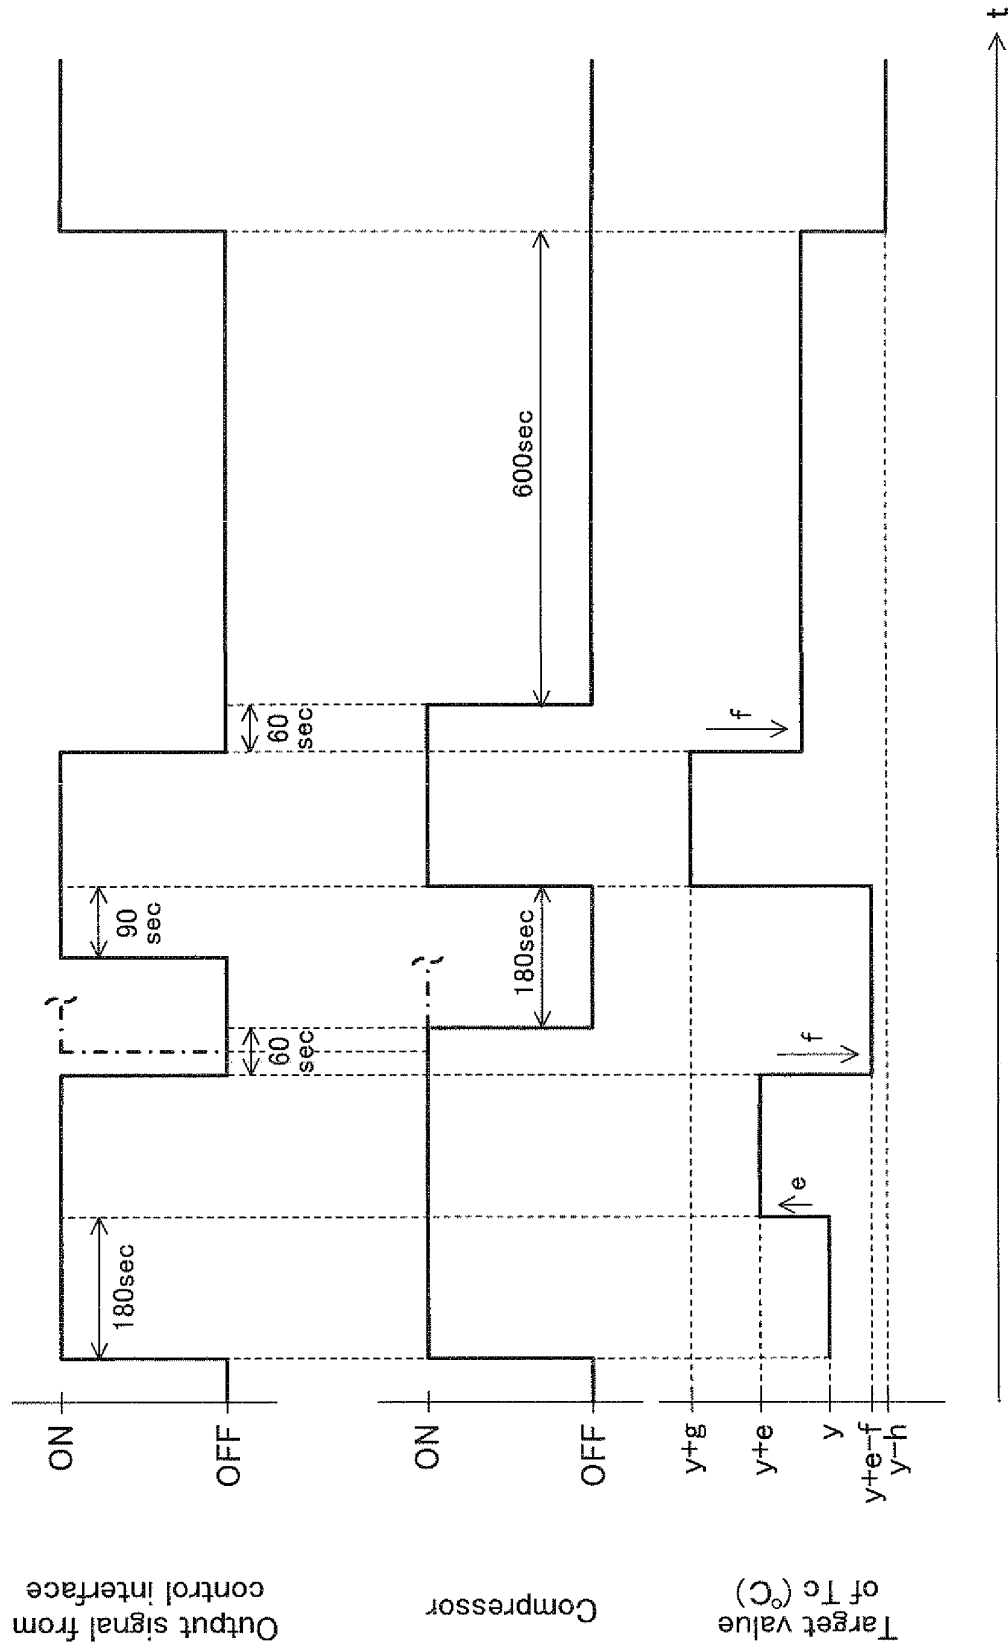 Output signal from
control interface
ON
OFF
180sec
60
sec
90
sec
60
sec
Compressor
ON
OFF
180sec
600sec
Target value
of Tc (°C)
y+g
y+e
y
y+e-f
y-h
e
f
f
t